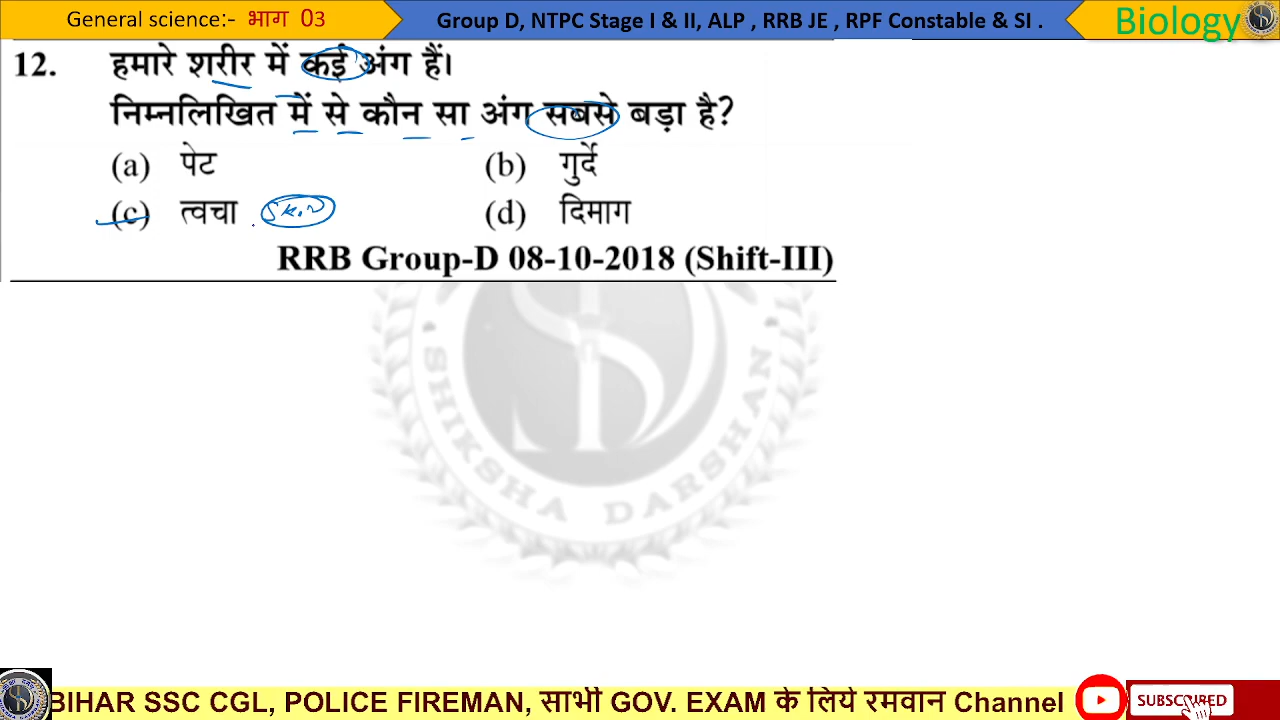 General science:- भाग 03
Group D, NTPC Stage I & II, ALP , RRB JE , RPF Constable & SI .
Biology
12. हमारे शरीर में कई अंग हैं।
निम्नलिखित में से कौन सा अंग सबसे बड़ा है?
(a) पेट (b) गुर्दे
(c) त्वचा Skin (d) दिमाग
RRB Group-D 08-10-2018 (Shift-III)
SHIKSHA DARSHAN
BIHAR SSC CGL, POLICE FIREMAN, साभी GOV. EXAM के लिये रमवान Channel
SUBSCRIBED